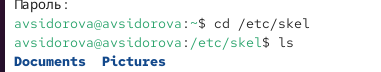 Пароль:
avsidorova@avsidorova:~$ cd /etc/skel
avsidorova@avsidorova:/etc/skel$ ls
Documents  Pictures